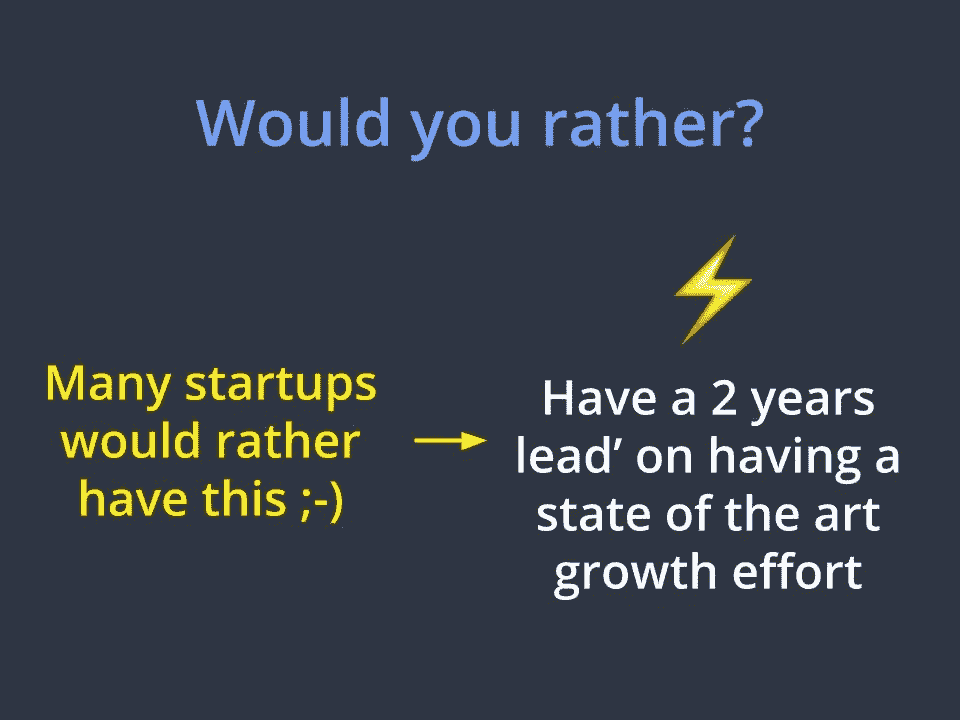 Would you rather?
Many startups
would rather
have this ;-)
Have a 2 years
lead’ on having a
state of the art
growth effort